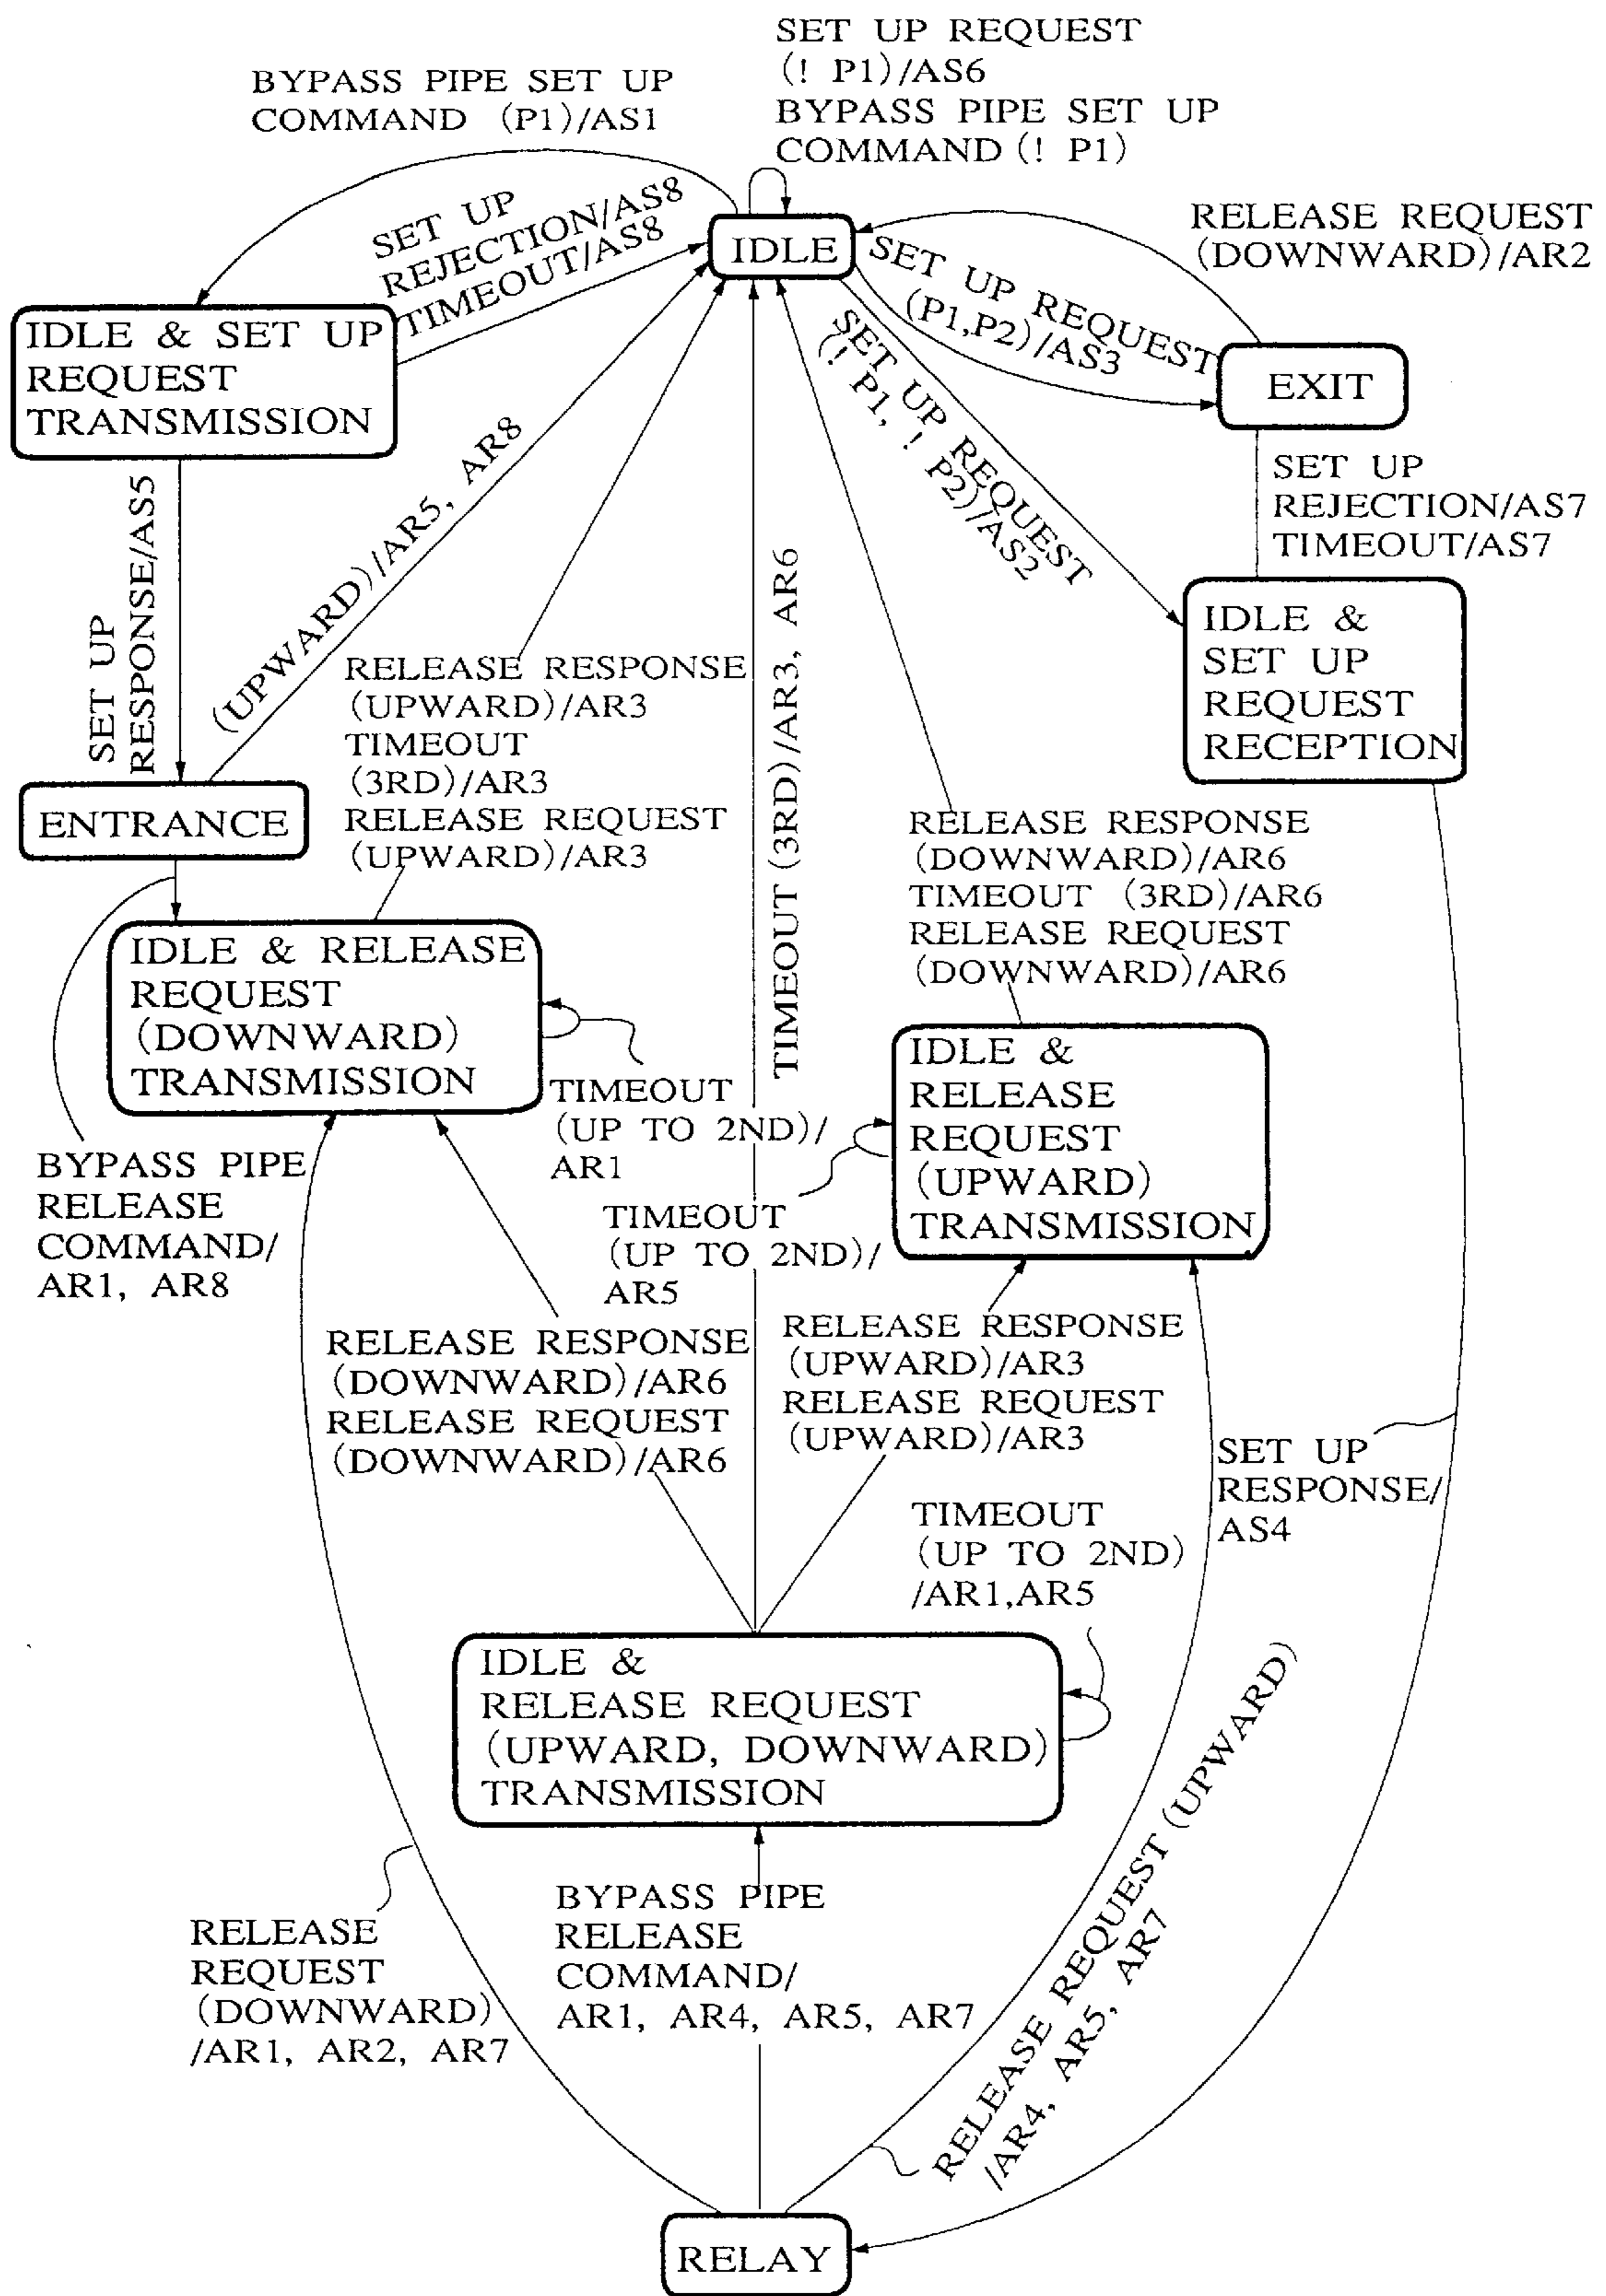 SET UP REQUEST
(! P1)/AS6
BYPASS PIPE SET UP
COMMAND (! P1)
BYPASS PIPE SET UP
COMMAND (P1)/AS1
SET UP
REJECTION/AS8
TIMEOUT/AS8
IDLE
RELEASE REQUEST
(DOWNWARD)/AR2
SET UP REQUEST
(P1,P2)/AS3
SET UP REQUEST
(! P1, ! P2)/AS2
IDLE & SET UP
REQUEST
TRANSMISSION
EXIT
SET UP
REJECTION/AS7
TIMEOUT/AS7
SET UP
RESPONSE/AS5
(UPWARD)/AR5, AR8
IDLE &
SET UP
REQUEST
RECEPTION
RELEASE RESPONSE
(UPWARD)/AR3
TIMEOUT
(3RD)/AR3
RELEASE REQUEST
(UPWARD)/AR3
TIMEOUT (3RD)/AR3, AR6
ENTRANCE
RELEASE RESPONSE
(DOWNWARD)/AR6
TIMEOUT (3RD)/AR6
RELEASE REQUEST
(DOWNWARD)/AR6
IDLE & RELEASE
REQUEST
(DOWNWARD)
TRANSMISSION
IDLE &
RELEASE
REQUEST
(UPWARD)
TRANSMISSION
TIMEOUT
(UP TO 2ND)/
AR1
BYPASS PIPE
RELEASE
COMMAND/
AR1, AR8
TIMEOUT
(UP TO 2ND)/
AR5
RELEASE RESPONSE
(DOWNWARD)/AR6
RELEASE REQUEST
(DOWNWARD)/AR6
RELEASE RESPONSE
(UPWARD)/AR3
RELEASE REQUEST
(UPWARD)/AR3
SET UP
RESPONSE/
AS4
TIMEOUT
(UP TO 2ND)
/AR1,AR5
IDLE &
RELEASE REQUEST
(UPWARD, DOWNWARD)
TRANSMISSION
RELEASE REQUEST (UPWARD)
/AR4, AR5, AR7
BYPASS PIPE
RELEASE
COMMAND/
AR1, AR4, AR5, AR7
RELEASE
REQUEST
(DOWNWARD)
/AR1, AR2, AR7
RELAY